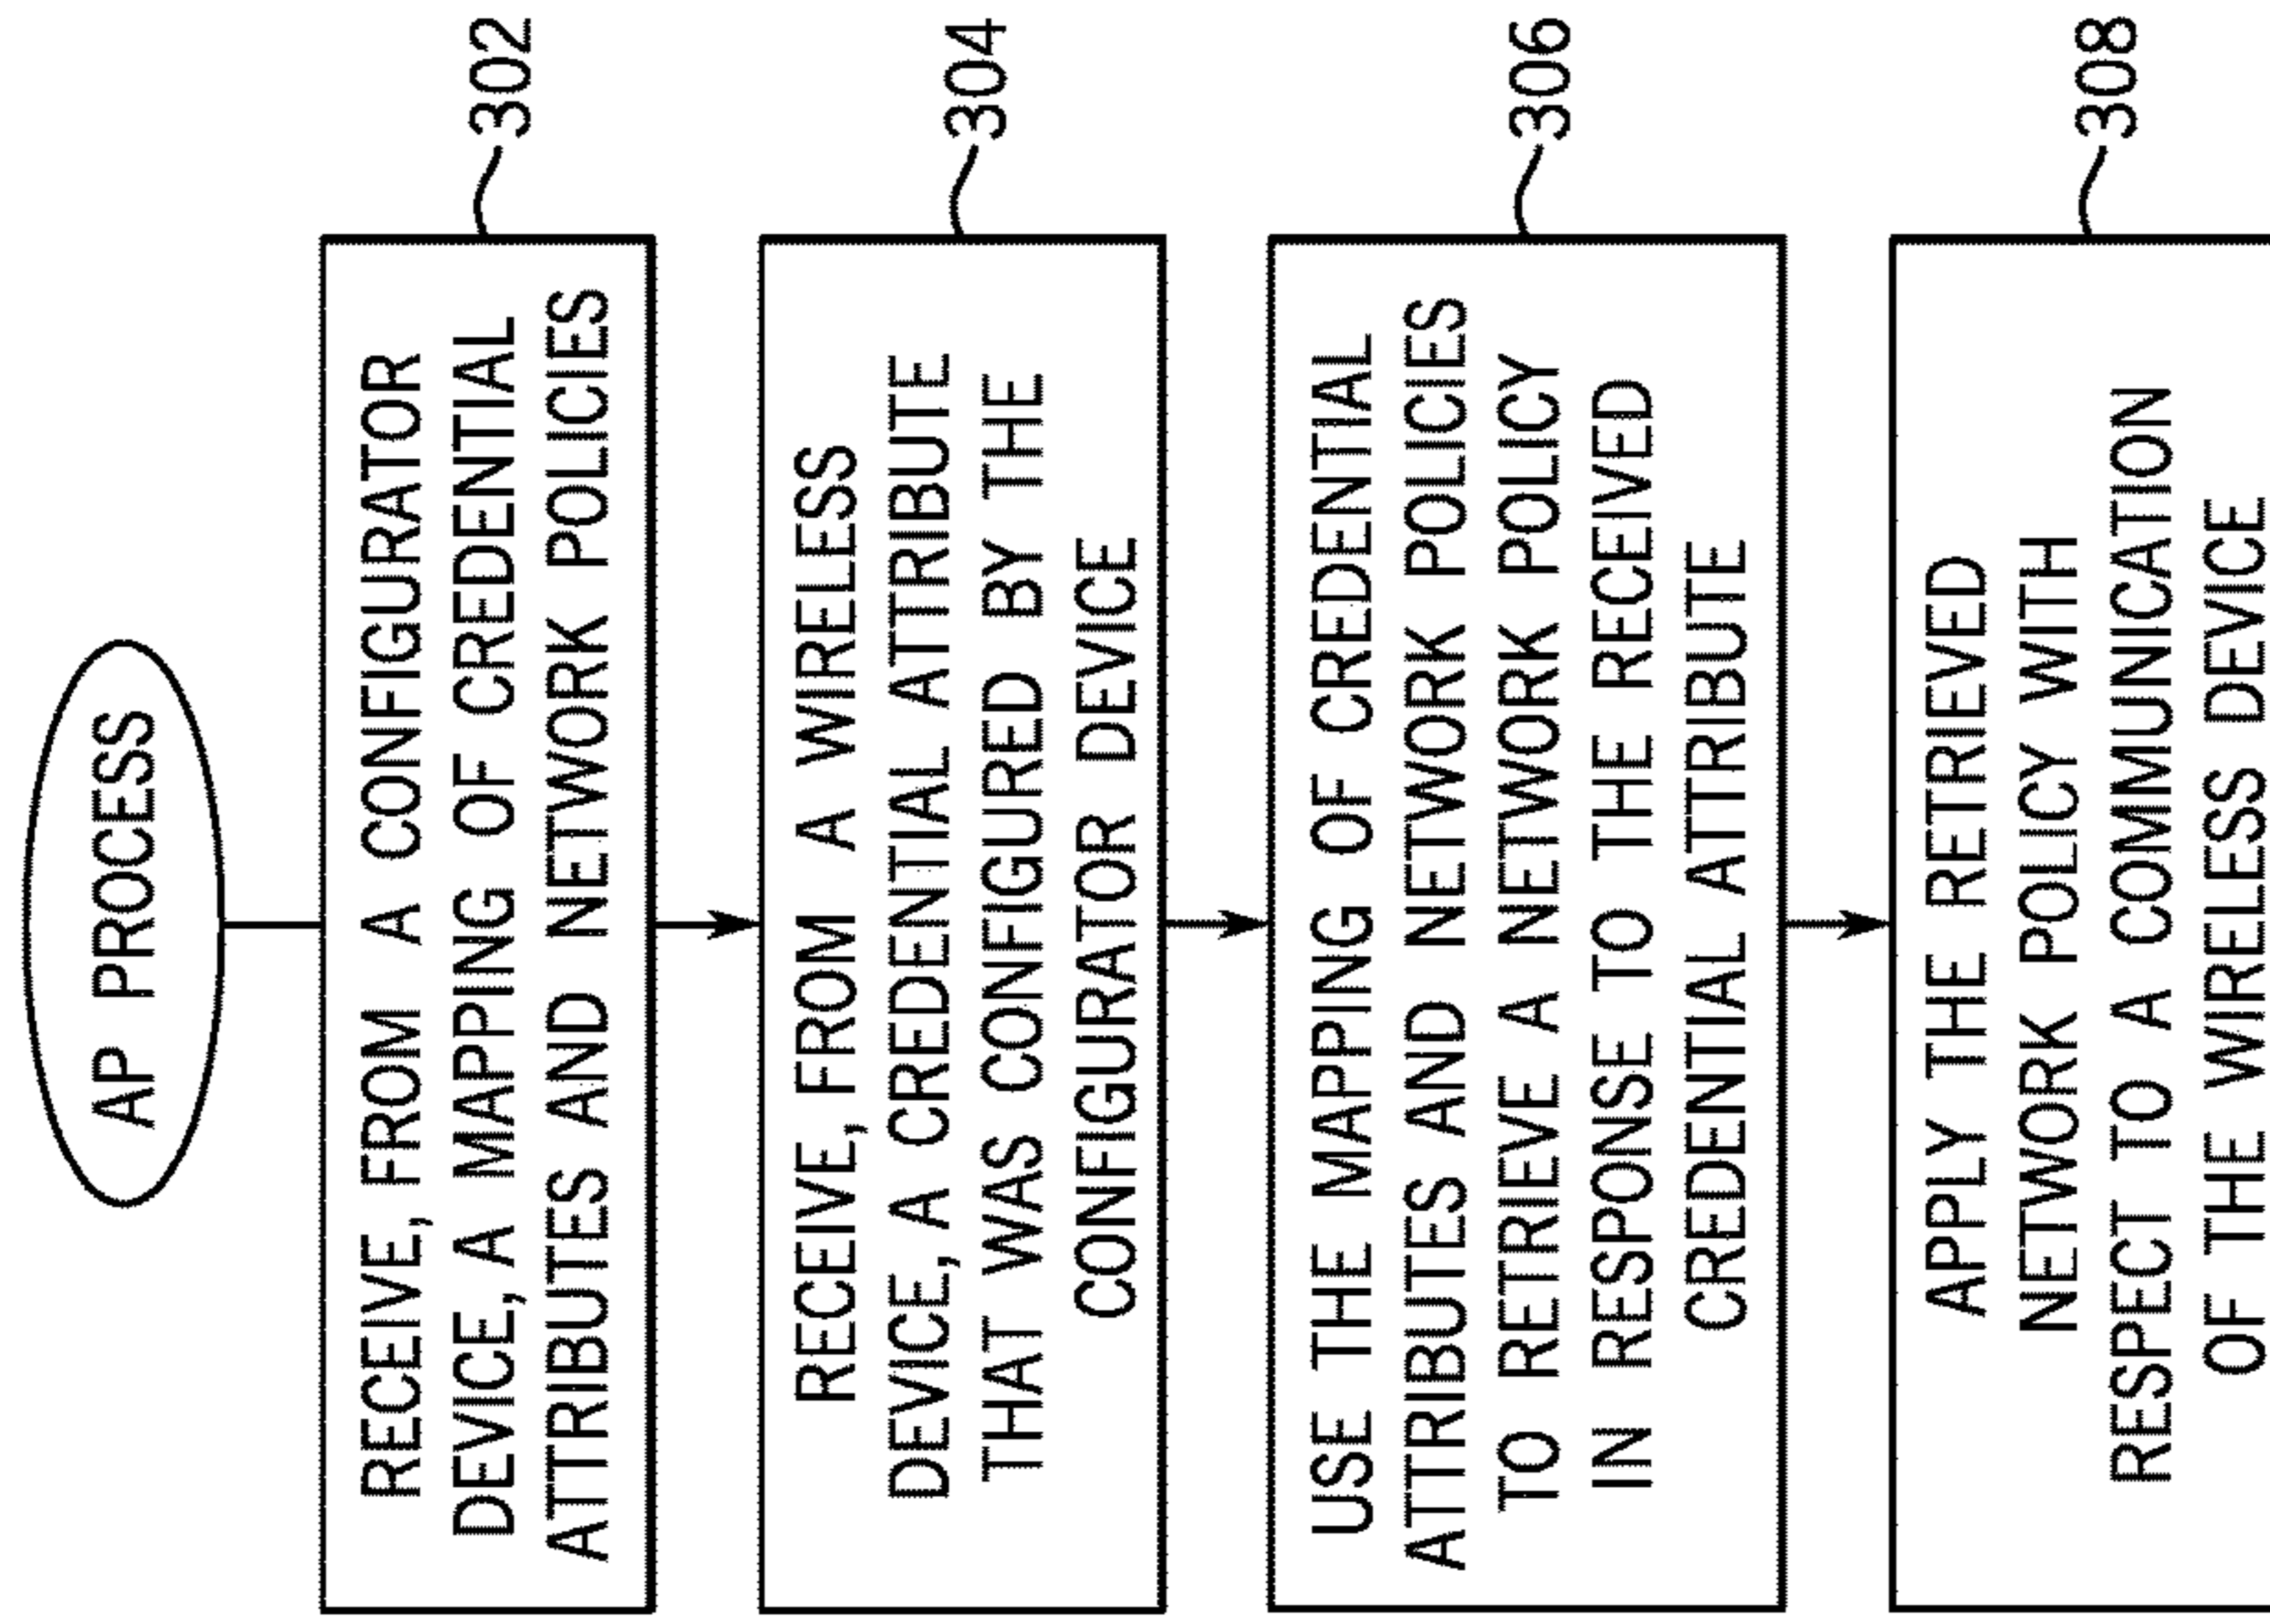 AP PROCESS
RECEIVE, FROM A CONFIGURATOR
DEVICE, A MAPPING OF CREDENTIAL
ATTRIBUTES AND NETWORK POLICIES
302
RECEIVE, FROM A WIRELESS
DEVICE, A CREDENTIAL ATTRIBUTE
THAT WAS CONFIGURED BY THE
CONFIGURATOR DEVICE
304
USE THE MAPPING OF CREDENTIAL
ATTRIBUTES AND NETWORK POLICIES
TO RETRIEVE A NETWORK POLICY
IN RESPONSE TO THE RECEIVED
CREDENTIAL ATTRIBUTE
306
APPLY THE RETRIEVED
NETWORK POLICY WITH
RESPECT TO A COMMUNICATION
OF THE WIRELESS DEVICE
308